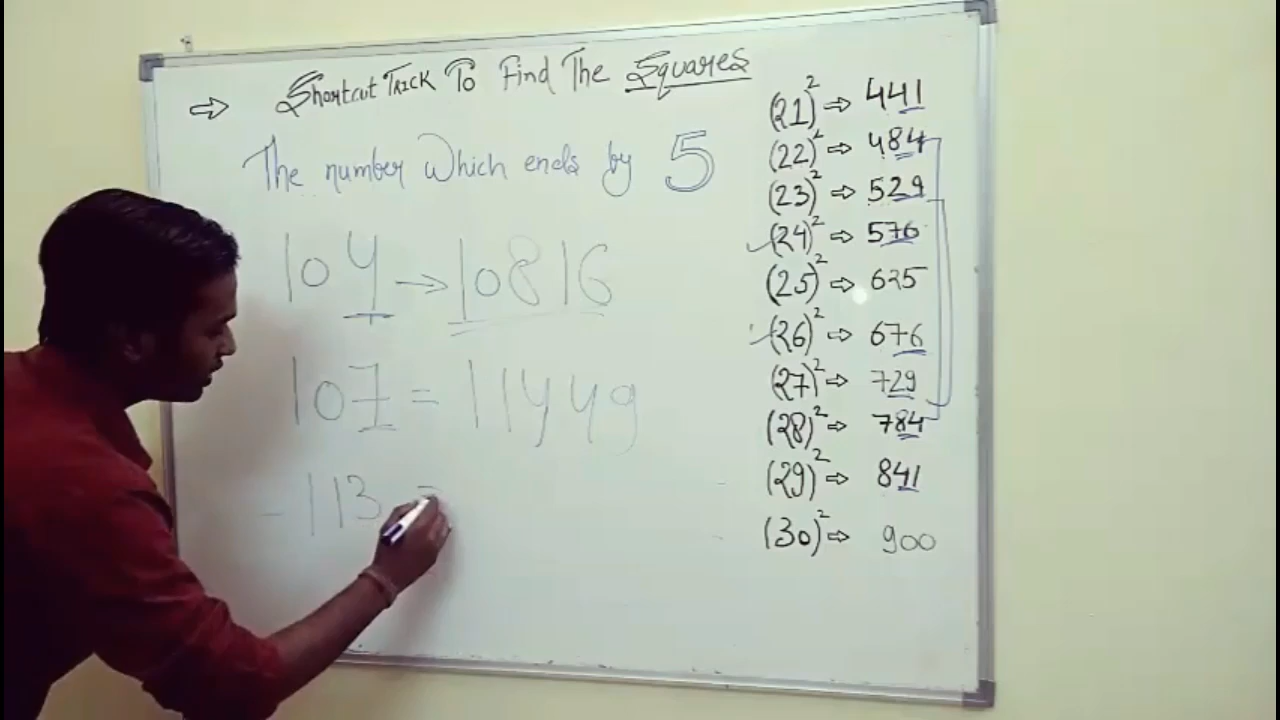 ⇨ Shortcut TRICK To Find The Squares
The number which ends by 5
104 → 10816
107 = 11449
- 113 =
(21)² ⇨ 441
(22)² ⇨ 484
(23)² ⇨ 529
(24)² ⇨ 576
(25)² ⇨ 625
(26)² ⇨ 676
(27)² ⇨ 729
(28)² ⇨ 784
(29)² ⇨ 841
(30)² ⇨ 900